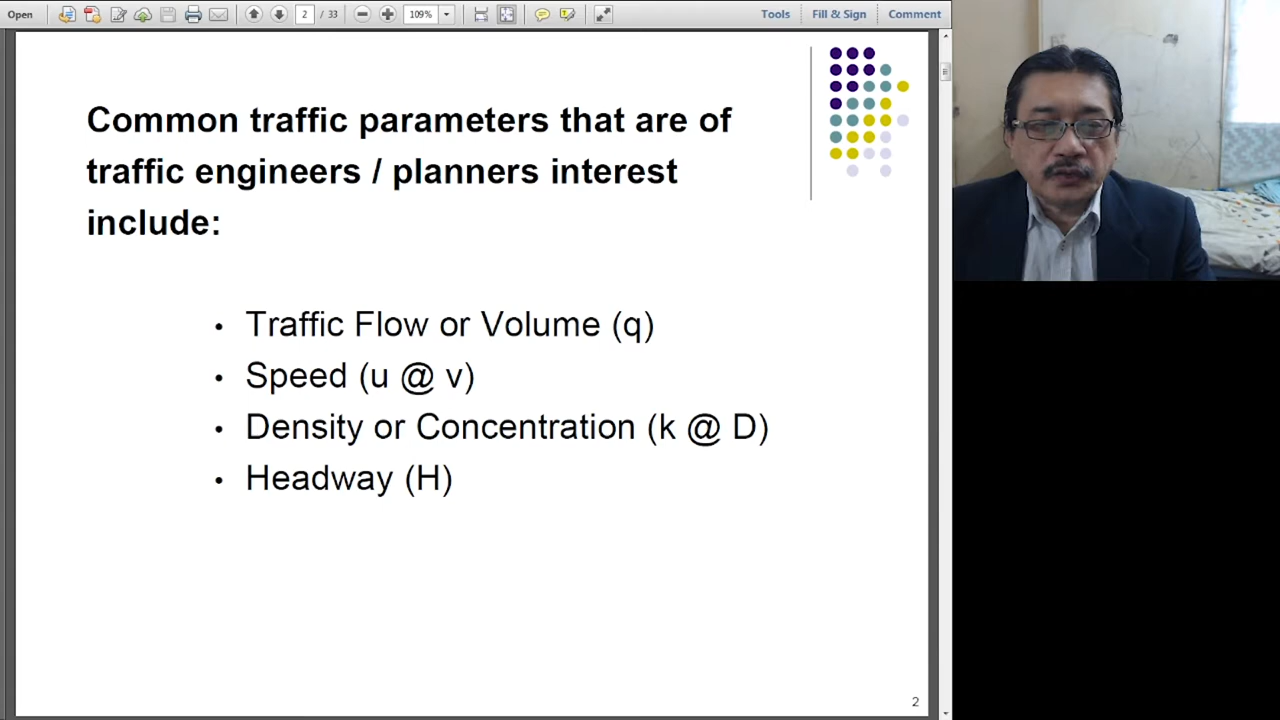 Open
2 / 33
109%
Tools
Fill & Sign
Comment
Common traffic parameters that are of
traffic engineers / planners interest
include:
• Traffic Flow or Volume (q)
• Speed (u @ v)
• Density or Concentration (k @ D)
• Headway (H)
2